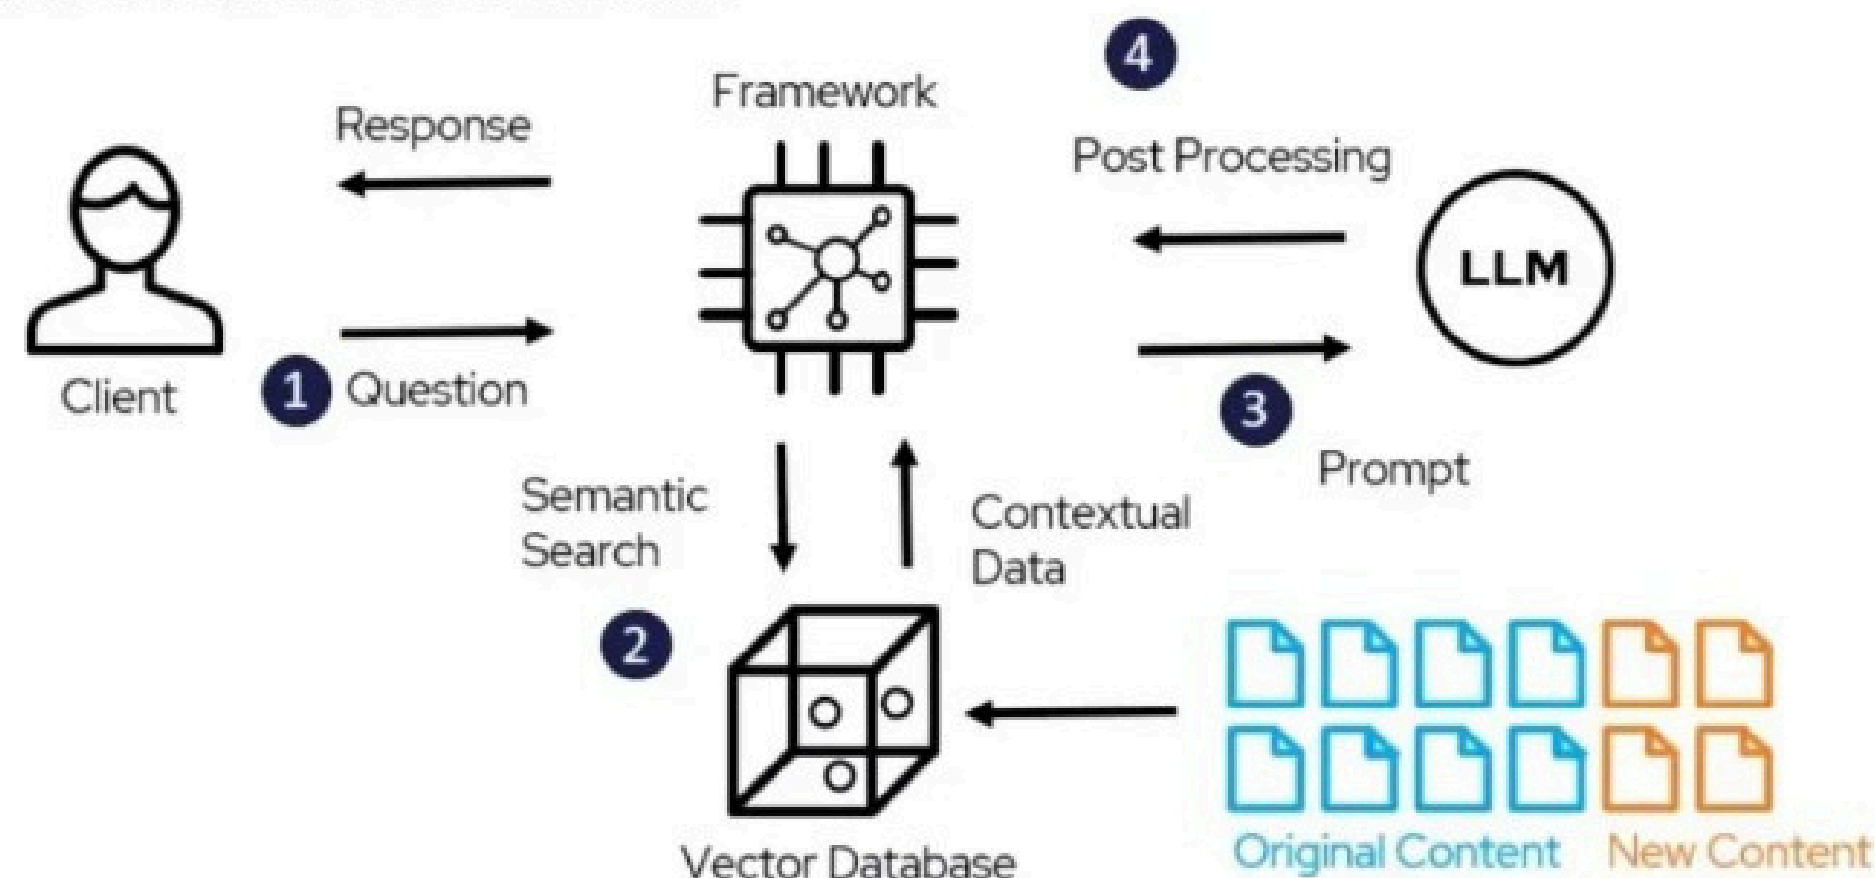 4
Framework
Response
Post Processing
LLM
Client
1 Question
3
Prompt
Semantic
Search
Contextual
Data
2
Vector Database
Original Content
New Content